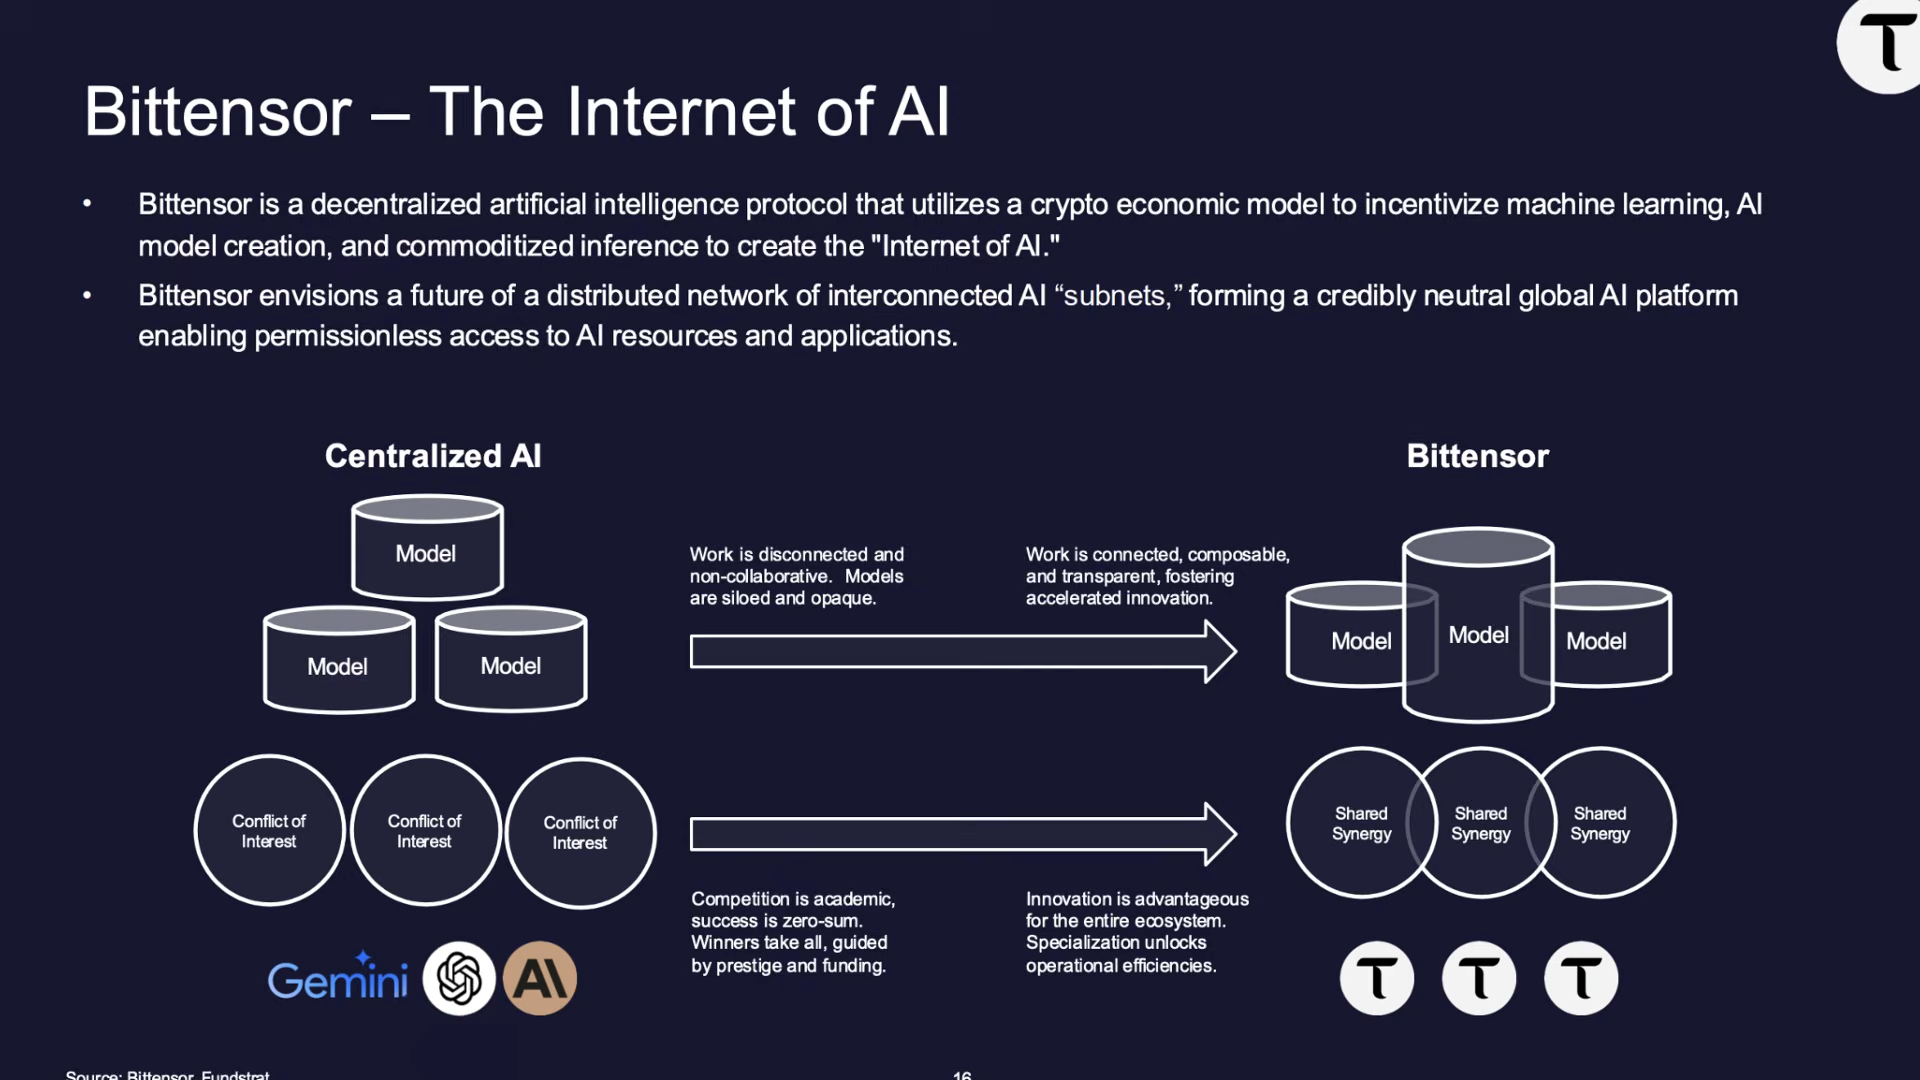 Bittensor – The Internet of AI
• Bittensor is a decentralized artificial intelligence protocol that utilizes a crypto economic model to incentivize machine learning, AI
model creation, and commoditized inference to create the "Internet of AI."
• Bittensor envisions a future of a distributed network of interconnected AI “subnets,” forming a credibly neutral global AI platform
enabling permissionless access to AI resources and applications.
Centralized AI
Model
Model
Model
Conflict of
Interest
Conflict of
Interest
Conflict of
Interest
Gemini
AI
Work is disconnected and
non-collaborative.  Models
are siloed and opaque.
Work is connected, composable,
and transparent, fostering
accelerated innovation.
Competition is academic,
success is zero-sum.
Winners take all, guided
by prestige and funding.
Innovation is advantageous
for the entire ecosystem.
Specialization unlocks
operational efficiencies.
Bittensor
Model
Model
Model
Shared
Synergy
Shared
Synergy
Shared
Synergy
Source: Bittensor, Fundstrat
16